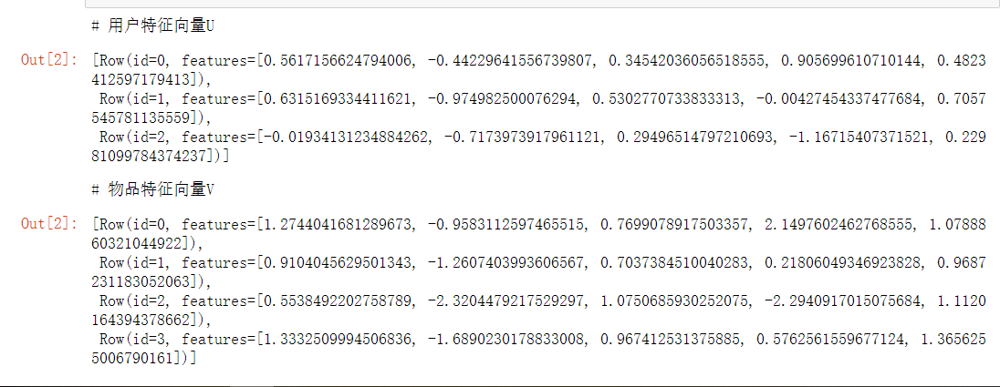 # 用户特征向量U
Out[2]: [Row(id=0, features=[0.5617156624794006, -0.44229641556739807, 0.34542036056518555, 0.905699610710144, 0.4823
412597179413]),
Row(id=1, features=[0.6315169334411621, -0.974982500076294, 0.5302770733833313, -0.00427454337477684, 0.7057
545781135559]),
Row(id=2, features=[-0.01934131234884262, -0.7173973917961121, 0.29496514797210693, -1.16715407371521, 0.229
81099784374237])]
# 物品特征向量V
Out[2]: [Row(id=0, features=[1.2744041681289673, -0.9583112597465515, 0.7699078917503357, 2.1497602462768555, 1.07888
60321044922]),
Row(id=1, features=[0.9104045629501343, -1.2607403993606567, 0.7037384510040283, 0.21806049346923828, 0.9687
231183052063]),
Row(id=2, features=[0.5538492202758789, -2.3204479217529297, 1.0750685930252075, -2.2940917015075684, 1.1120
164394378662]),
Row(id=3, features=[1.3332509994506836, -1.6890230178833008, 0.967412531375885, 0.5762561559677124, 1.365625
5006790161])]